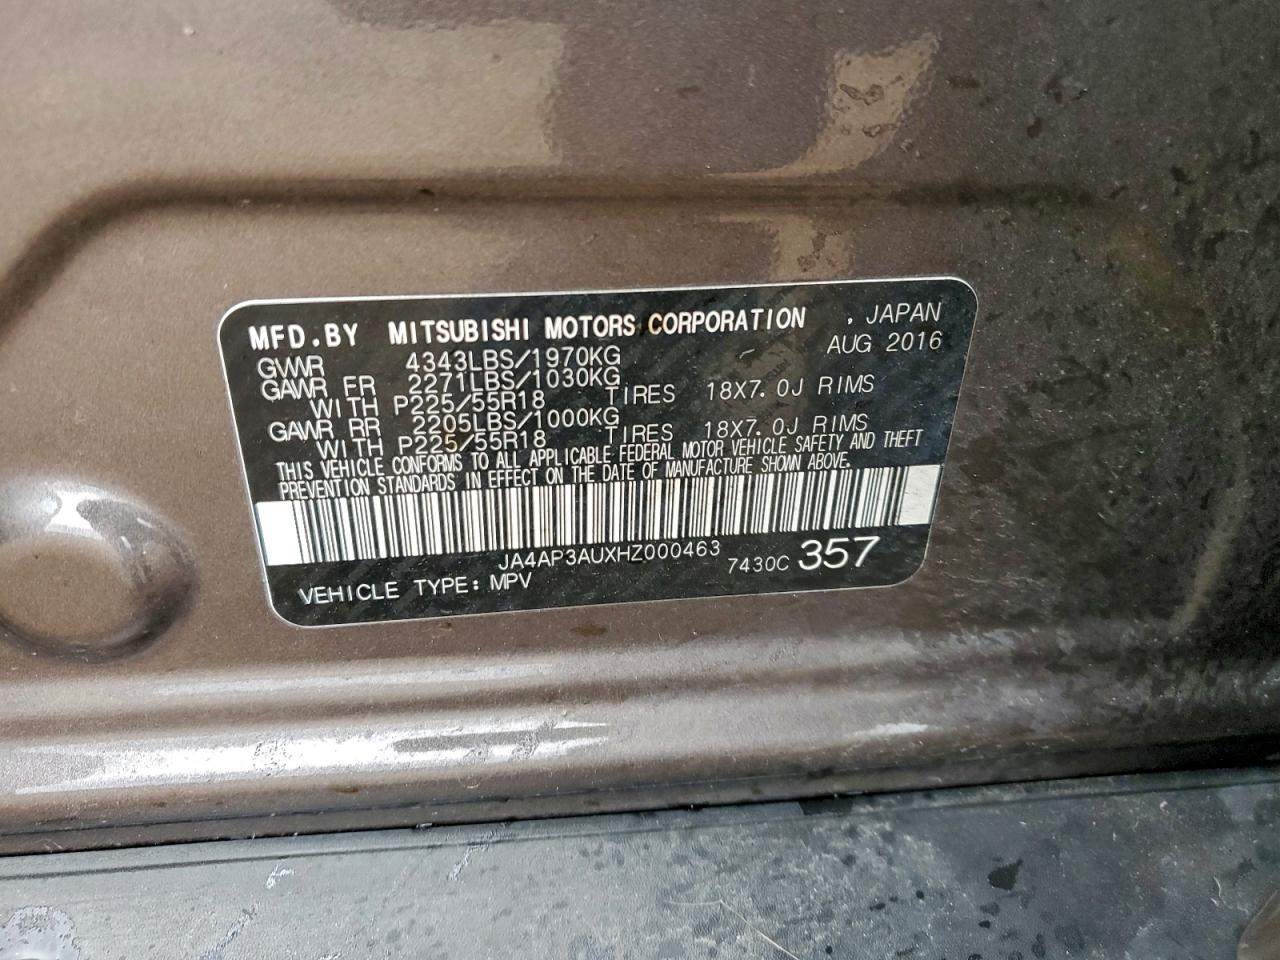 MFD.BY MITSUBISHI MOTORS CORPORATION , JAPAN
GVWR 4343LBS/1970KG AUG 2016
GAWR FR 2271LBS/1030KG
WITH P225/55R18 TIRES 18X7.0J RIMS
GAWR RR 2205LBS/1000KG
WITH P225/55R18 TIRES 18X7.0J RIMS
THIS VEHICLE CONFORMS TO ALL APPLICABLE FEDERAL MOTOR VEHICLE SAFETY AND THEFT
PREVENTION STANDARDS IN EFFECT ON THE DATE OF MANUFACTURE SHOWN ABOVE.
JA4AP3AUXHZ000463
VEHICLE TYPE: MPV 7430C 357